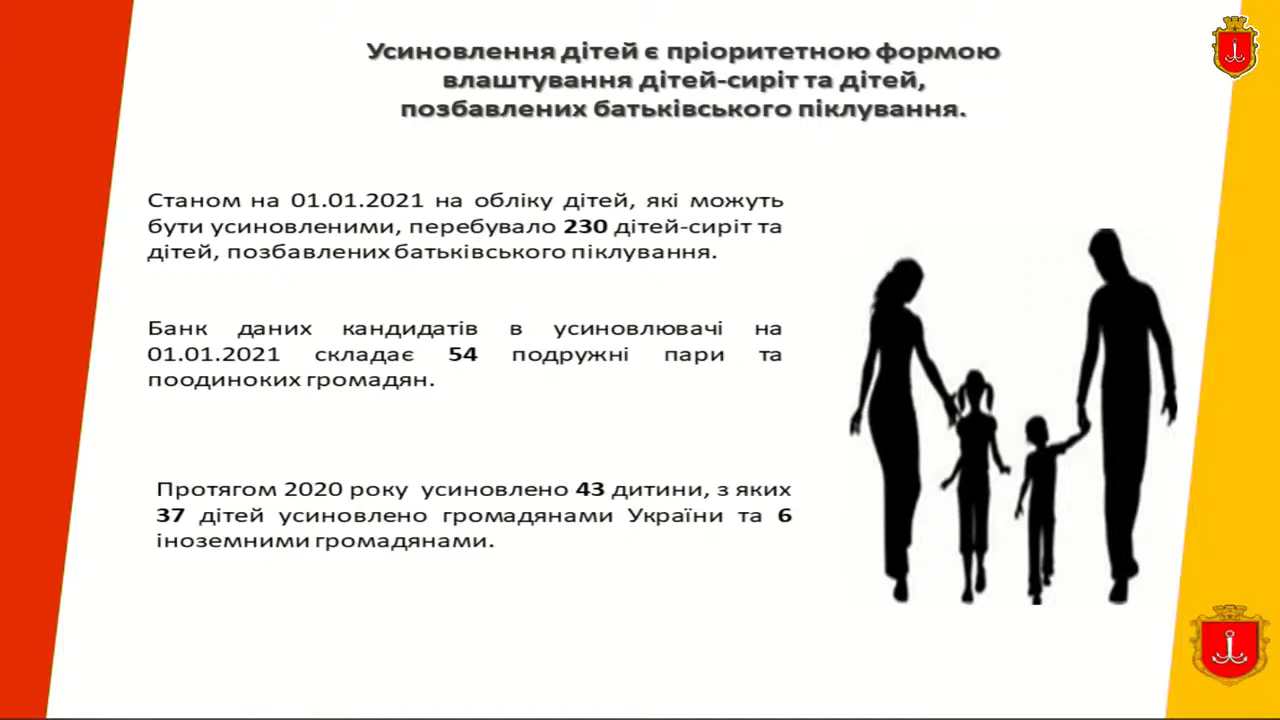 Усиновлення дітей є пріоритетною формою
влаштування дітей-сиріт та дітей,
позбавлених батьківського піклування.
Станом на 01.01.2021 на обліку дітей, які можуть
бути усиновленими, перебувало 230 дітей-сиріт та
дітей, позбавлених батьківського піклування.
Банк даних кандидатів в усиновлювачі на
01.01.2021 складає 54 подружні пари та
поодиноких громадян.
Протягом 2020 року усиновлено 43 дитини, з яких
37 дітей усиновлено громадянами України та 6
іноземними громадянами.